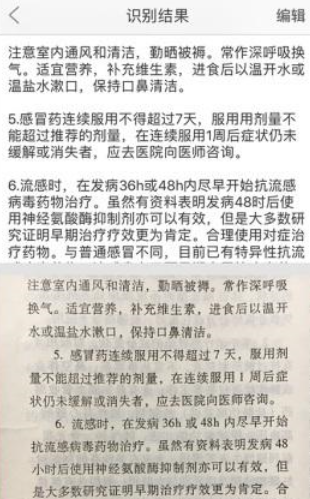 识别结果
编辑
注意室内通风和清洁，勤晒被褥。常作深呼吸换
气。适宜营养，补充维生素，进食后以温开水或
温盐水漱口，保持口鼻清洁。
5.感冒药连续服用不得超过7天，服用用剂量不
能超过推荐的剂量，在连续服用1周后症状仍未
缓解或消失者，应去医院向医师咨询。
6.流感时，在发病36h或48h内尽早开始抗流感
病毒药物治疗。虽然有资料表明发病48时后使
用神经氨酸酶抑制剂亦可以有效，但是大多数研
究证明早期治疗疗效更为肯定。合理使用对症治
疗药物。与普通感冒不同，目前已有特异性抗流
注意室内通风和清洁，勤晒被褥。常作深呼吸
换气。适宜营养，补充维生素，进食后以温开
水或温盐水漱口，保持口鼻清洁。
5. 感冒药连续服用不得超过 7 天，服用剂
量不能超过推荐的剂量，在连续服用 1 周后症
状仍未缓解或消失者，应去医院向医师咨询。
6. 流感时，在发病 36h 或 48h 内尽早开始
抗流感病毒药物治疗。虽然有资料表明发病 48
小时后使用神经氨酸酶抑制剂亦可以有效，但
是大多数研究证明早期治疗疗效更为肯定。合